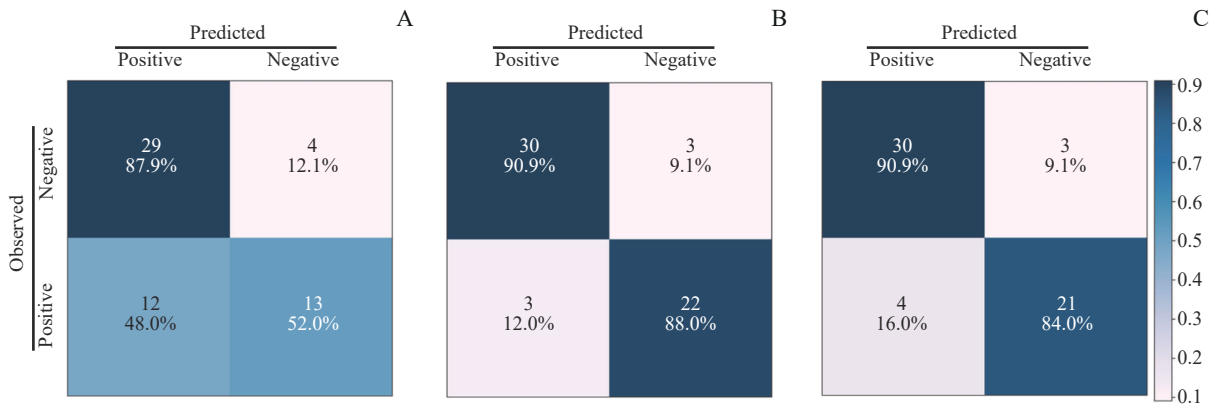 A
Predicted
Positive Negative
Observed
Negative
Positive
29
87.9%
4
12.1%
12
48.0%
13
52.0%
B
Predicted
Positive Negative
30
90.9%
3
9.1%
3
12.0%
22
88.0%
C
Predicted
Positive Negative
30
90.9%
3
9.1%
4
16.0%
21
84.0%
0.9
0.8
0.7
0.6
0.5
0.4
0.3
0.2
0.1